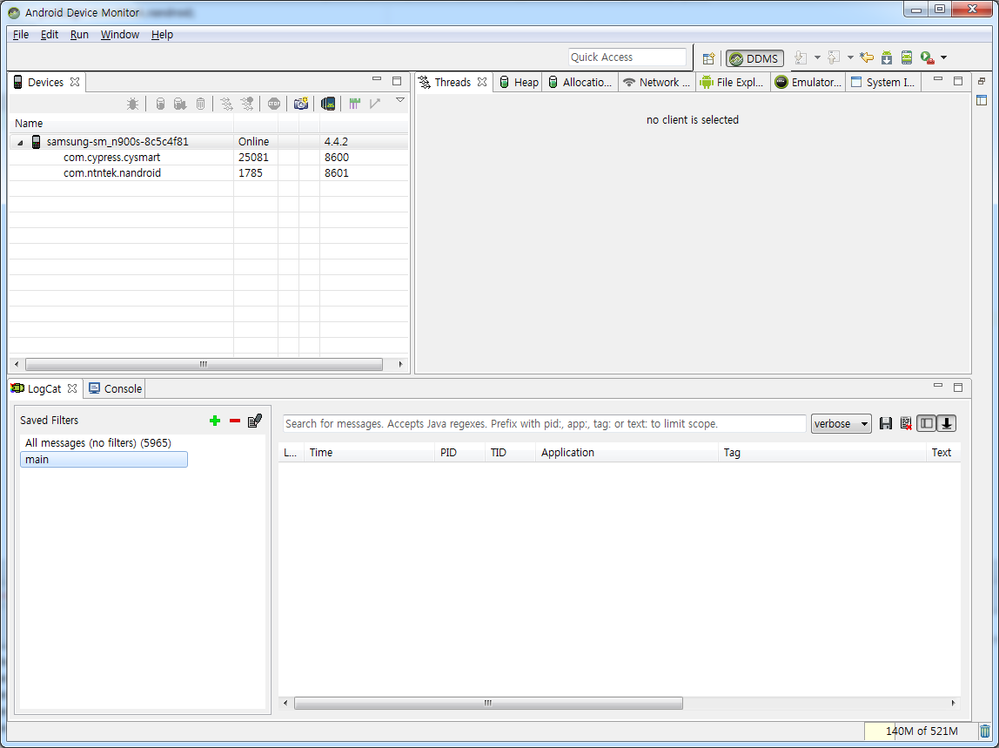 Android Device Monitor
File Edit Run Window Help
Quick Access
DDMS
Devices
Threads Heap Allocatio... Network ... File Expl... Emulator... System I...
STOP
Name
no client is selected
samsung-sm_n900s-8c5c4f81 Online 4.4.2
com.cypress.cysmart 25081 8600
com.ntntek.nandroid 1785 8601
LogCat Console
Saved Filters
Search for messages. Accepts Java regexes. Prefix with pid:, app:, tag: or text: to limit scope. verbose
All messages (no filters) (5965)
main
L... Time PID TID Application Tag Text
140M of 521M